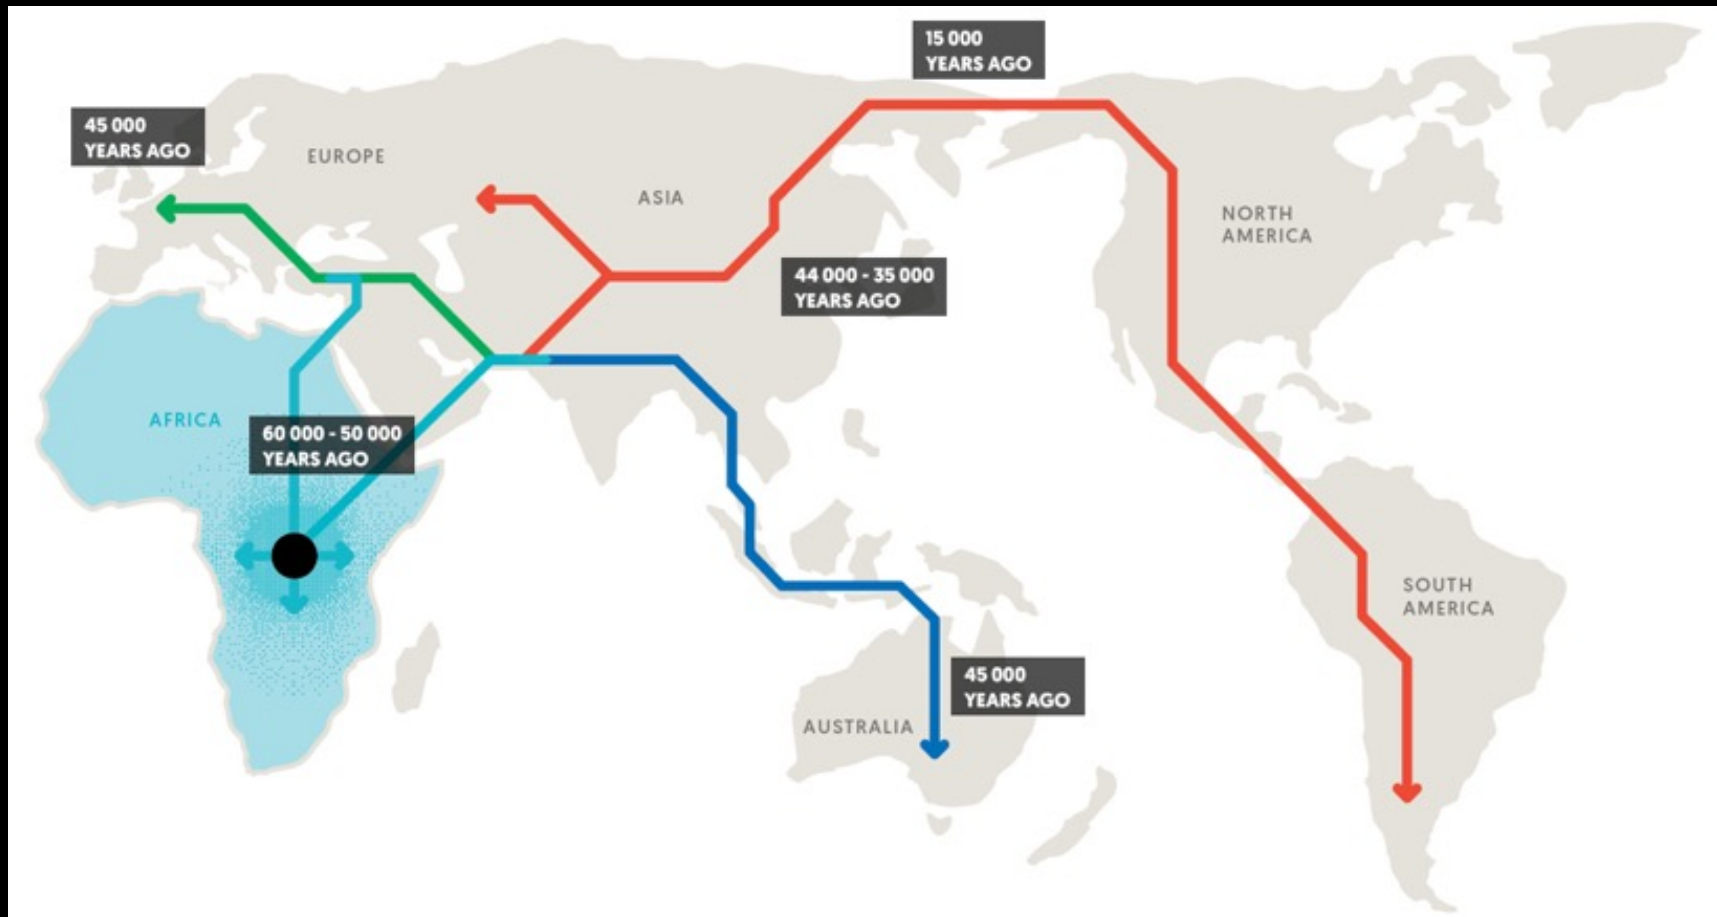 15 000
YEARS AGO
45 000
YEARS AGO
EUROPE
ASIA
NORTH
AMERICA
44 000 - 35 000
YEARS AGO
AFRICA
60 000 - 50 000
YEARS AGO
SOUTH
AMERICA
45 000
YEARS AGO
AUSTRALIA